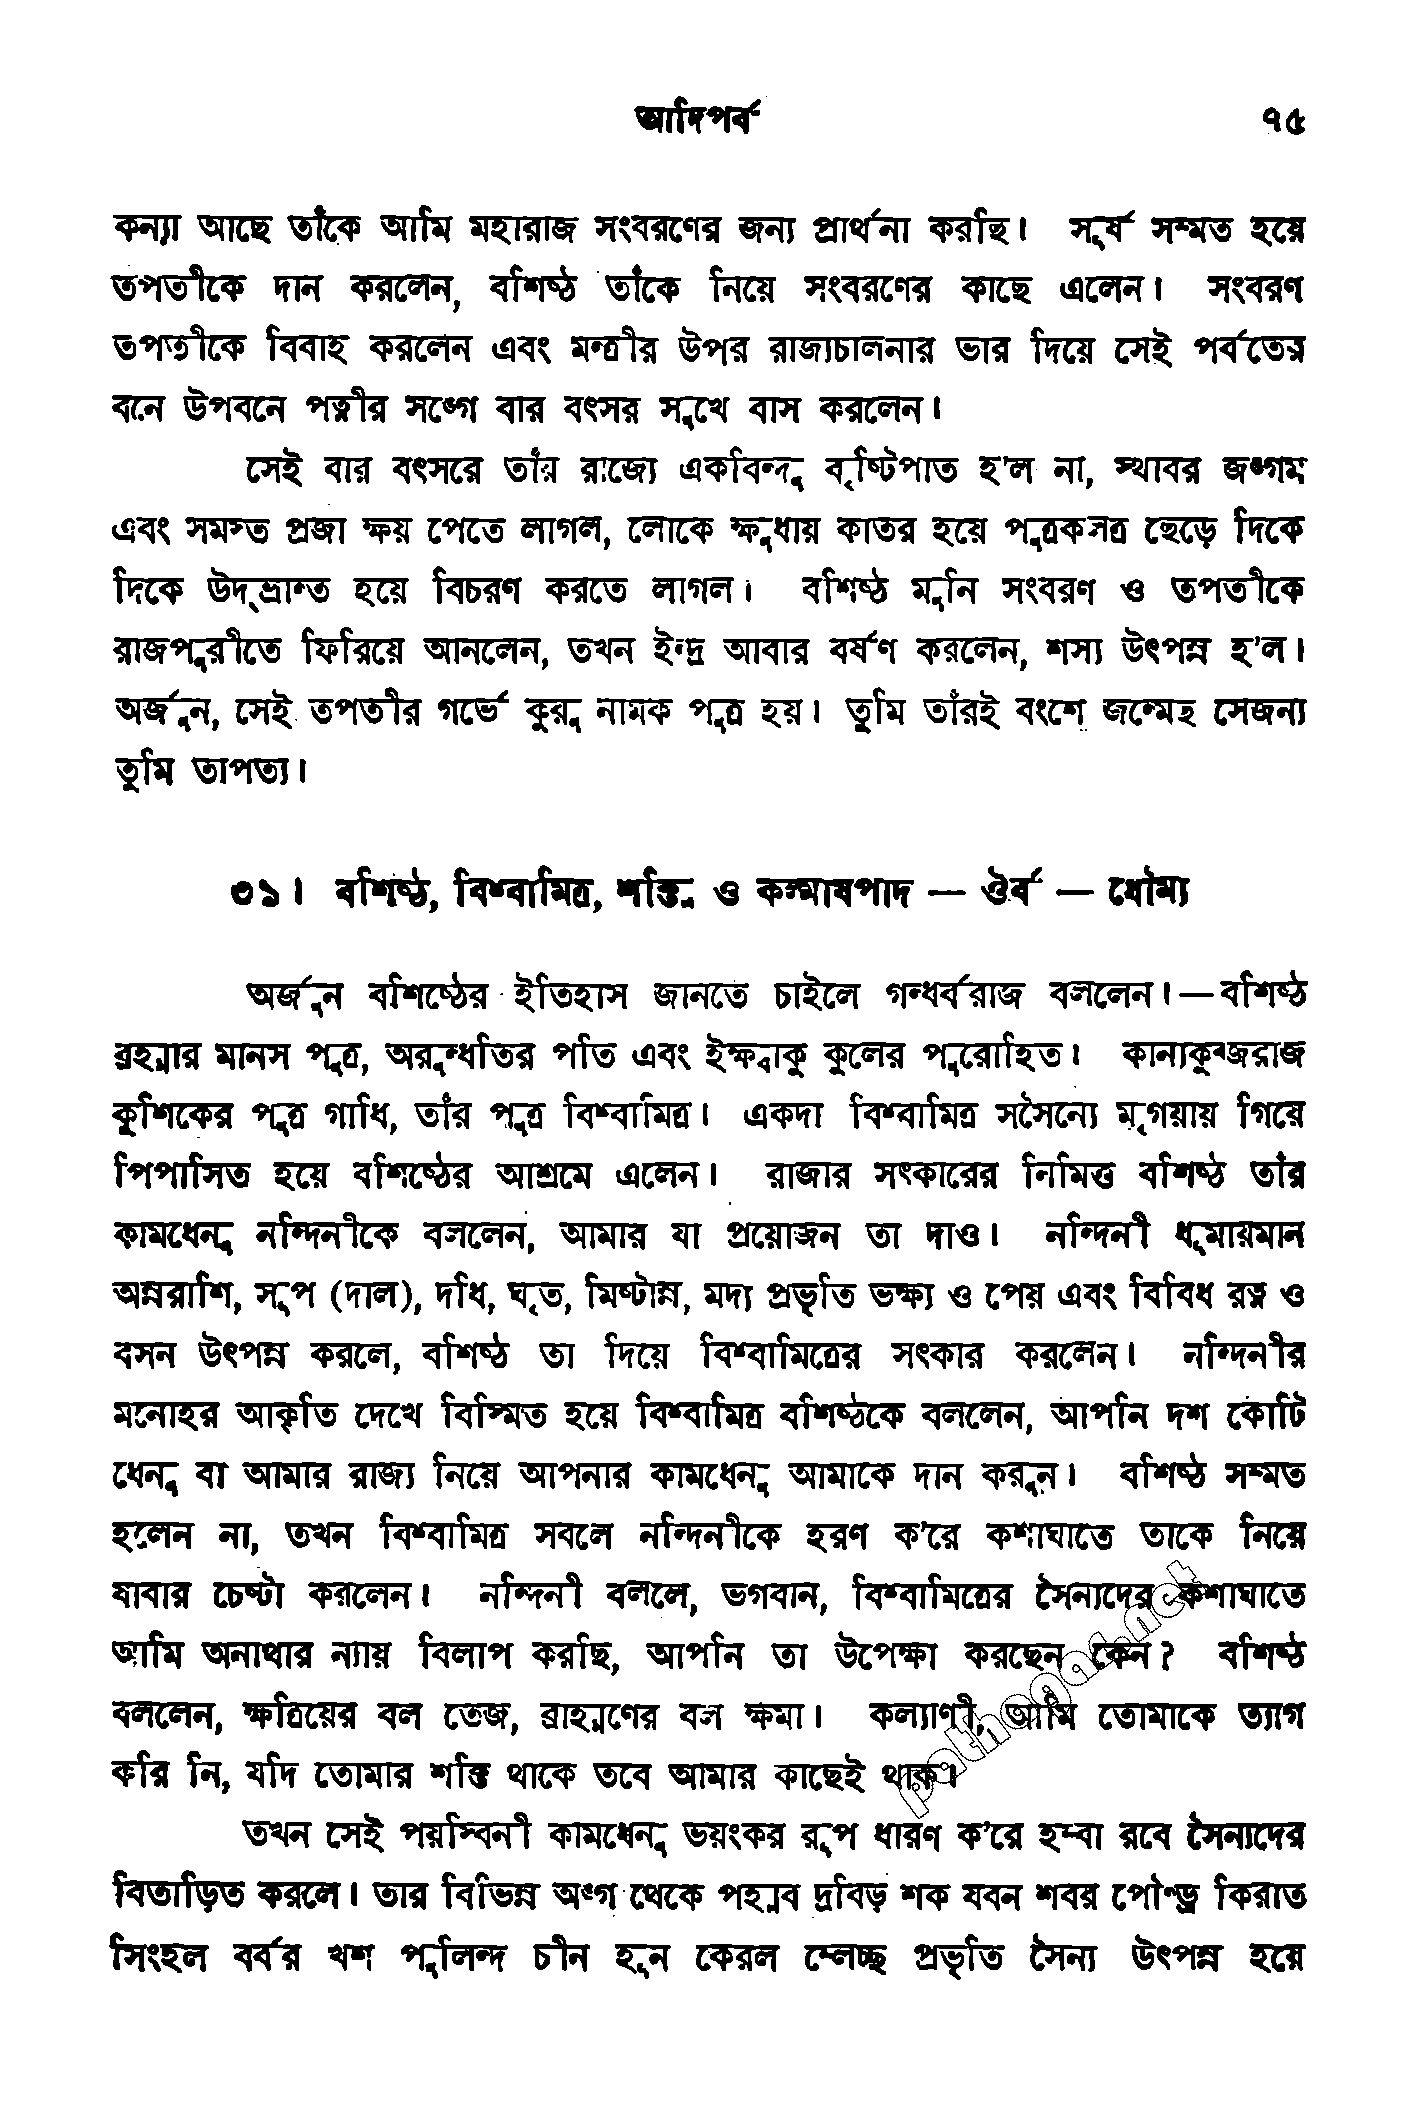 আদিপর্ব ৭৫
কন্যা আছে তাঁকে আমি মহারাজ সংবরণের জন্য প্রার্থনা করছি। সূর্য সম্মত হয়ে
তপতীকে দান করলেন, বশিষ্ঠ তাঁকে নিয়ে সংবরণের কাছে এলেন। সংবরণ
তপতীকে বিবাহ করলেন এবং মন্ত্রীর উপর রাজ্যচালনার ভার দিয়ে সেই পর্বতের
বনে উপবনে পত্নীর সঙ্গে বার বৎসর সুখে বাস করলেন।
সেই বার বৎসরে তাঁর রাজ্যে একবিন্দু বৃষ্টিপাত হ'ল না, স্থাবর জঙ্গম
এবং সমস্ত প্রজা ক্ষয় পেতে লাগল, লোকে ক্ষুধায় কাতর হয়ে পুত্রকলত্র ছেড়ে দিকে
দিকে উদ্‌ভ্রান্ত হয়ে বিচরণ করতে লাগল। বশিষ্ঠ মুনি সংবরণ ও তপতীকে
রাজপুরীতে ফিরিয়ে আনলেন, তখন ইন্দ্র আবার বর্ষণ করলেন, শস্য উৎপন্ন হ'ল।
অর্জুন, সেই তপতীর গর্ভে কুরু নামক পুত্র হয়। তুমি তাঁরই বংশে জন্মেছ সেজন্য
তুমি তাপত্য।
৩১। বশিষ্ঠ, বিশ্বামিত্র, শক্ত্রি ও কল্মাষপাদ — ঔর্ব — ধৌম্য
অর্জুন বশিষ্ঠের ইতিহাস জানতে চাইলে গন্ধর্বরাজ বললেন।—বশিষ্ঠ
ব্রহ্মার মানস পুত্র, অরুন্ধতির পতি এবং ইক্ষ্বাকু কুলের পুরোহিত। কান্যকুব্জরাজ
কুশিকের পুত্র গাধি, তাঁর পুত্র বিশ্বামিত্র। একদা বিশ্বামিত্র সসৈন্যে মৃগয়ায় গিয়ে
পিপাসিত হয়ে বশিষ্ঠের আশ্রমে এলেন। রাজার সৎকারের নিমিত্ত বশিষ্ঠ তাঁর
কামধেনু নন্দিনীকে বললেন, আমার যা প্রয়োজন তা দাও। নন্দিনী ধূমায়মান
অন্নরাশি, সূপ (দাল), দধি, ঘৃত, মিষ্টান্ন, মদ্য প্রভৃতি ভক্ষ্য ও পেয় এবং বিবিধ রত্ন ও
বসন উৎপন্ন করলে, বশিষ্ঠ তা দিয়ে বিশ্বামিত্রের সৎকার করলেন। নন্দিনীর
মনোহর আকৃতি দেখে বিস্মিত হয়ে বিশ্বামিত্র বশিষ্ঠকে বললেন, আপনি দশ কোটি
ধেনু বা আমার রাজ্য নিয়ে আপনার কামধেনু আমাকে দান করুন। বশিষ্ঠ সম্মত
হলেন না, তখন বিশ্বামিত্র সবলে নন্দিনীকে হরণ ক'রে কশাঘাতে তাকে নিয়ে
যাবার চেষ্টা করলেন। নন্দিনী বললে, ভগবান, বিশ্বামিত্রের সৈন্যদের কশাঘাতে
আমি অনাথার ন্যায় বিলাপ করছি, আপনি তা উপেক্ষা করছেন কেন? বশিষ্ঠ
বললেন, ক্ষত্রিয়ের বল তেজ, ব্রাহ্মণের বল ক্ষমা। কল্যাণী, আমি তোমাকে ত্যাগ
করি নি, যদি তোমার শক্তি থাকে তবে আমার কাছেই থাক।
তখন সেই পয়স্বিনী কামধেনু ভয়ংকর রূপ ধারণ ক'রে হম্বা রবে সৈন্যদের
বিতাড়িত করলে। তার বিভিন্ন অঙ্গ থেকে পহ্লব দ্রবিড় শক যবন শবর পৌণ্ড্র কিরাত
সিংহল বর্বর খশ পুলিন্দ চীন হূন কেরল ম্লেচ্ছ প্রভৃতি সৈন্য উৎপন্ন হয়ে
pathagar.net